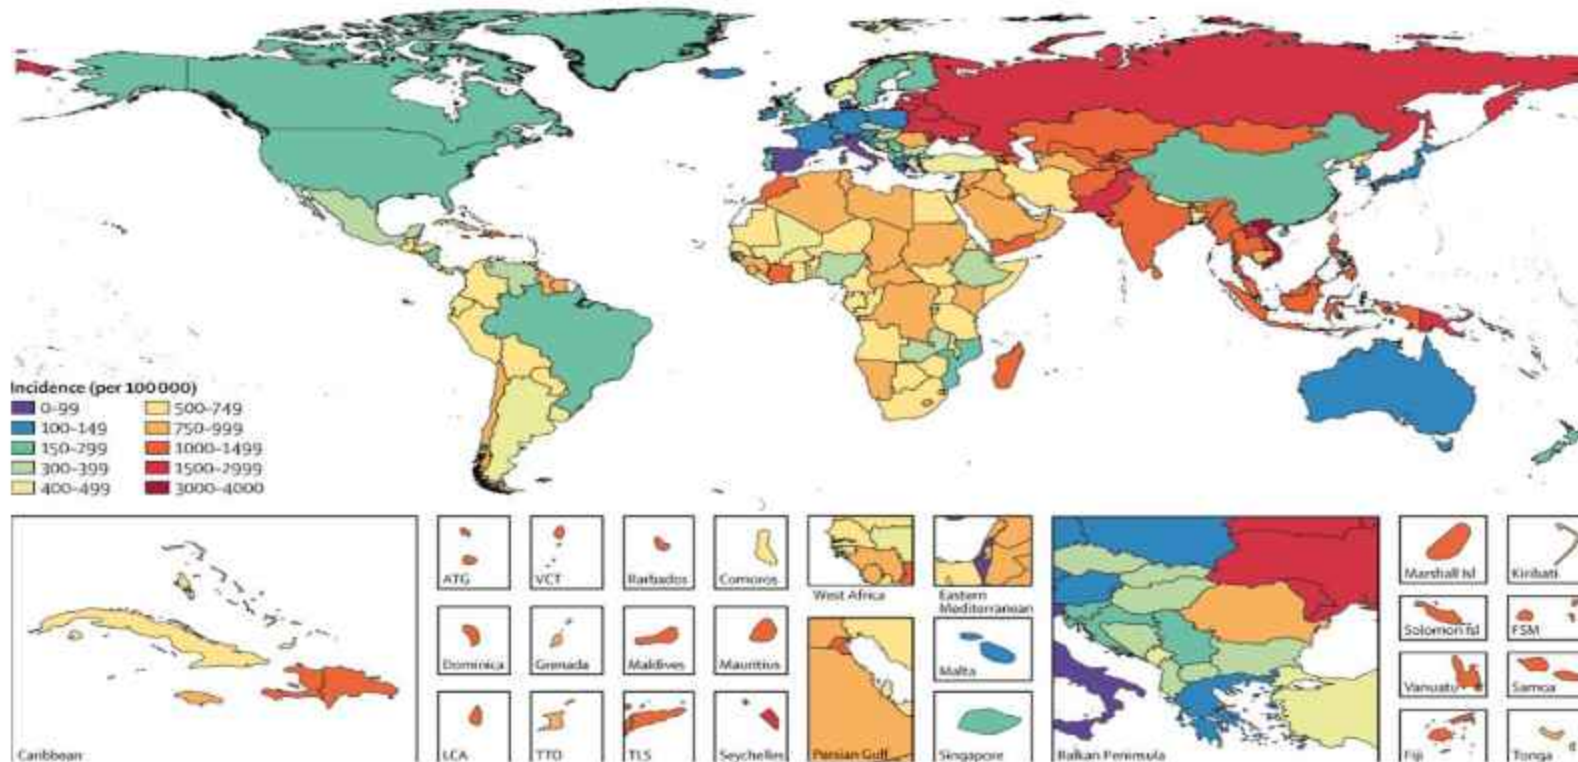 Incidence (per 100 000)
0–99
100–149
150–299
300–399
400–499
500–749
750–999
1000–1499
1500–2999
3000–4000
Caribbean
ATG
VCT
Barbados
Comoros
West Africa
Eastern
Mediterranean
Dominica
Grenada
Maldives
Mauritius
Malta
LCA
TTO
TLS
Seychelles
Persian Gulf
Singapore
Balkan Peninsula
Marshall Isl
Kiribati
Solomon Isl
FSM
Vanuatu
Samoa
Fiji
Tonga